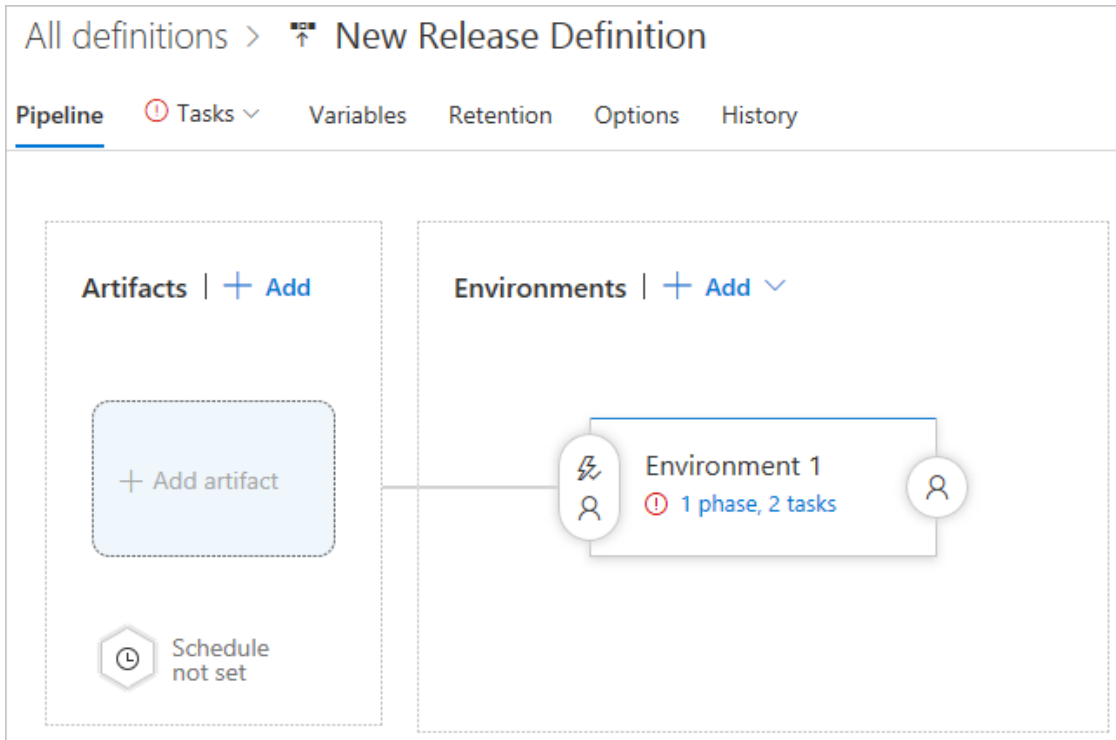 All definitions > New Release Definition
Pipeline Tasks Variables Retention Options History
Artifacts | + Add
Environments | + Add
+ Add artifact
Environment 1
1 phase, 2 tasks
Schedule
not set